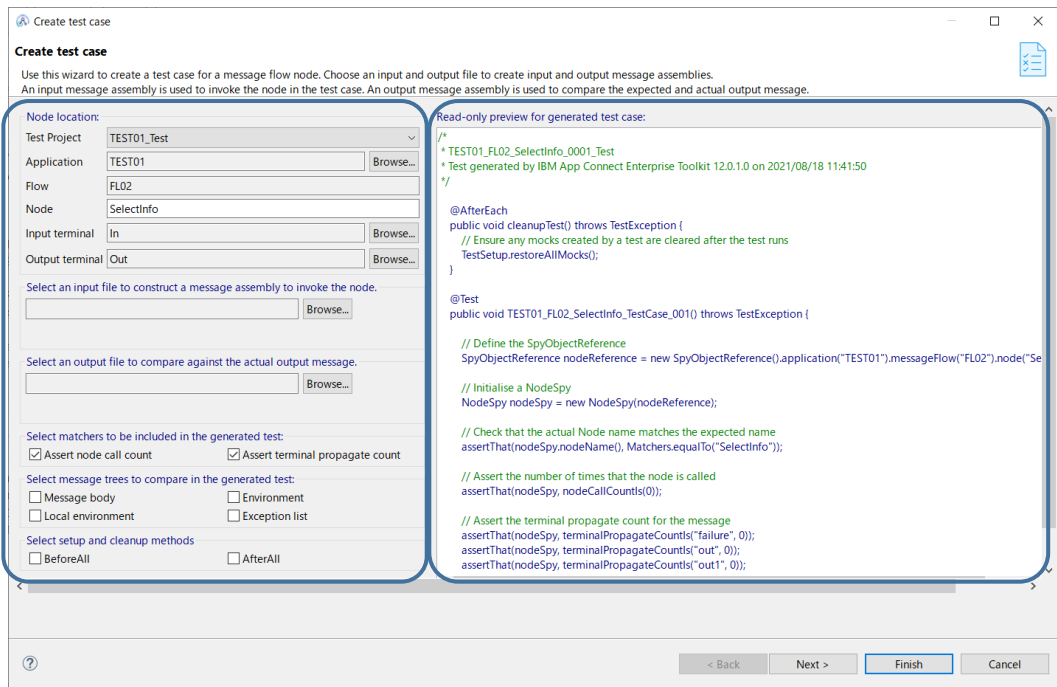 Create test case
Create test case
Use this wizard to create a test case for a message flow node. Choose an input and output file to create input and output message assemblies.
An input message assembly is used to invoke the node in the test case. An output message assembly is used to compare the expected and actual output message.
Node location:
Test Project TEST01_Test
Application TEST01 Browse...
Flow FL02
Node SelectInfo
Input terminal In Browse...
Output terminal Out Browse...
Select an input file to construct a message assembly to invoke the node.
Browse...
Select an output file to compare against the actual output message.
Browse...
Select matchers to be included in the generated test:
Assert node call count Assert terminal propagate count
Select message trees to compare in the generated test:
Message body Environment
Local environment Exception list
Select setup and cleanup methods
BeforeAll AfterAll
Read-only preview for generated test case:
/*
* TEST01_FL02_SelectInfo_0001_Test
* Test generated by IBM App Connect Enterprise Toolkit 12.0.1.0 on 2021/08/18 11:41:50
*/
@AfterEach
public void cleanupTest() throws TestException {
// Ensure any mocks created by a test are cleared after the test runs
TestSetup.restoreAllMocks();
}
@Test
public void TEST01_FL02_SelectInfo_TestCase_001() throws TestException {
// Define the SpyObjectReference
SpyObjectReference nodeReference = new SpyObjectReference().application("TEST01").messageFlow("FL02").node("Se
// Initialise a NodeSpy
NodeSpy nodeSpy = new NodeSpy(nodeReference);
// Check that the actual Node name matches the expected name
assertThat(nodeSpy.nodeName(), Matchers.equalTo("SelectInfo"));
// Assert the number of times that the node is called
assertThat(nodeSpy, nodeCallCountIs(0));
// Assert the terminal propagate count for the message
assertThat(nodeSpy, terminalPropagateCountIs("failure", 0));
assertThat(nodeSpy, terminalPropagateCountIs("out", 0));
assertThat(nodeSpy, terminalPropagateCountIs("out1", 0));
< Back Next > Finish Cancel